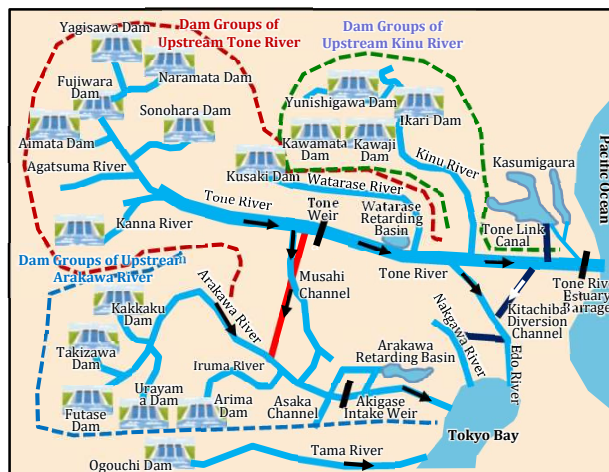 Dam Groups of
Upstream Tone River
Dam Groups of
Upstream Kinu River
Yagisawa Dam
Naramata Dam
Fujiwara
Dam
Sonohara Dam
Aimata Dam
Agatsuma River
Kanna River
Yunishigawa Dam
Ikari Dam
Kawamata
Dam
Kawaji
Dam
Kusaki Dam
Watarase River
Kinu River
Kasumigaura
Pacific Ocean
Tone River
Tone
Weir
Watarase
Retarding
Basin
Tone Link
Canal
Tone River
Tone Riv
Estuary
Barrage
Dam Groups of Upstream
Arakawa River
Kakkaku
Dam
Arakawa River
Musahi
Channel
Kitachiba
Diversion
Channel
Nakgawa River
Edo River
Takizawa
Dam
Iruma River
Arakawa
Retarding Basin
Futase
Dam
Urayam
a Dam
Arima
Dam
Asaka
Channel
Akigase
Intake Weir
Tokyo Bay
Ogouchi Dam
Tama River